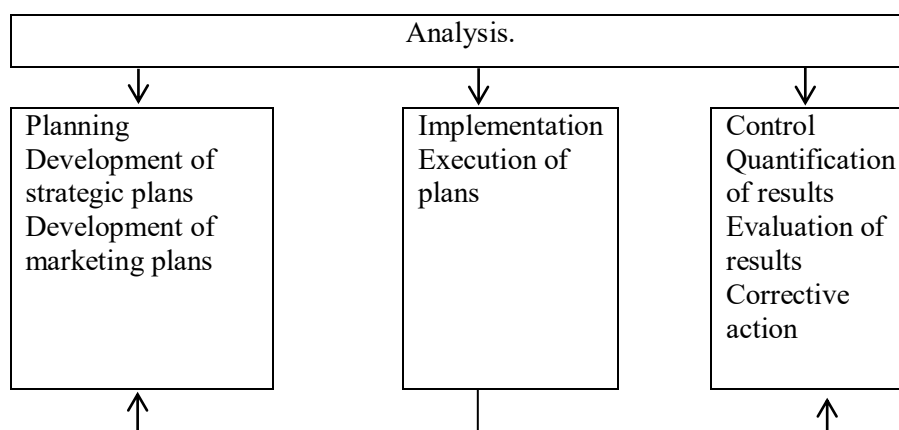 Analysis.
Planning
Development of
strategic plans
Development of
marketing plans
Implementation
Execution of
plans
Control
Quantification
of results
Evaluation of
results
Corrective
action